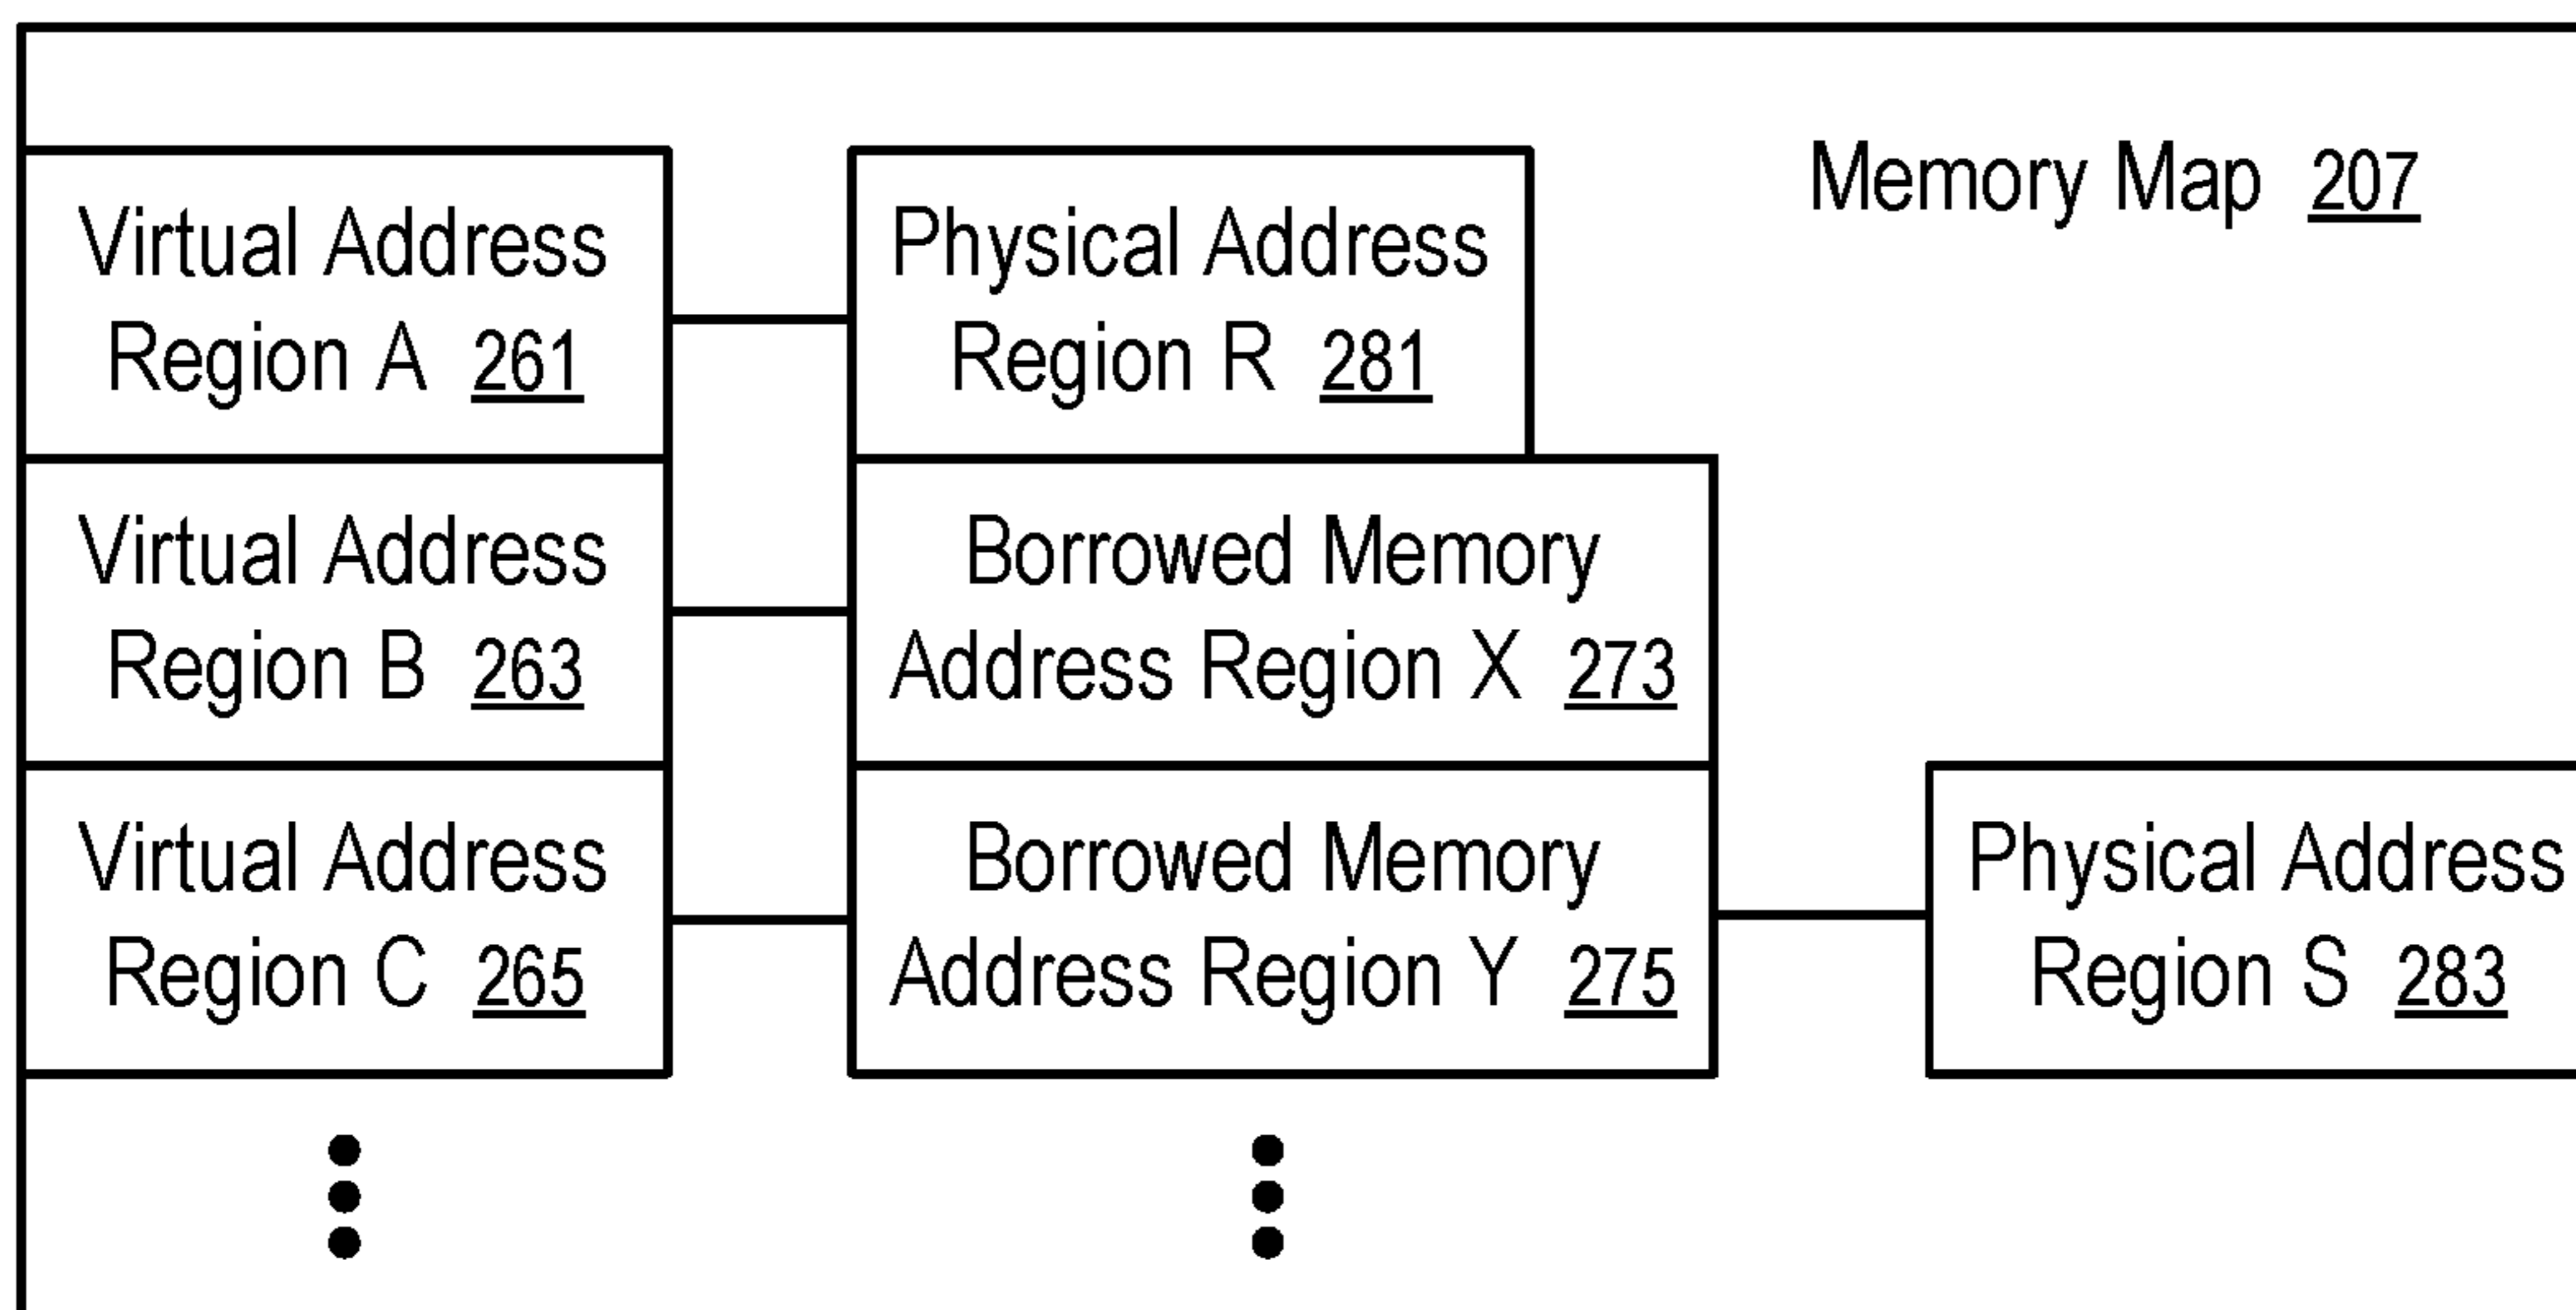 Memory Map 207
Virtual Address
Region A 261
Physical Address
Region R 281
Virtual Address
Region B 263
Borrowed Memory
Address Region X 273
Virtual Address
Region C 265
Borrowed Memory
Address Region Y 275
Physical Address
Region S 283